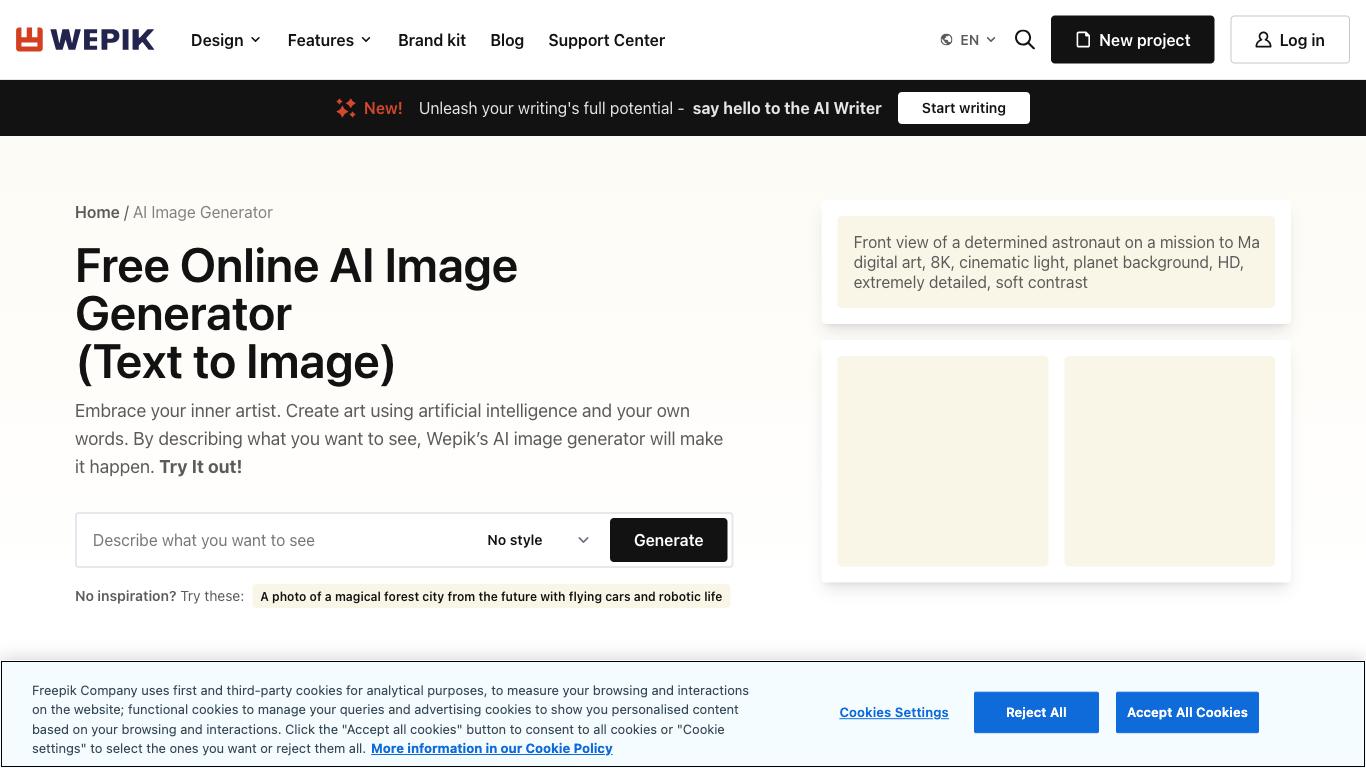 WEPIK
Design
Features
Brand kit
Blog
Support Center
EN
New project
Log in
New! Unleash your writing's full potential - say hello to the AI Writer
Start writing
Home / AI Image Generator
Free Online AI Image
Generator
(Text to Image)
Embrace your inner artist. Create art using artificial intelligence and your own
words. By describing what you want to see, Wepik’s AI image generator will make
it happen. Try It out!
Describe what you want to see
No style
Generate
No inspiration? Try these:
A photo of a magical forest city from the future with flying cars and robotic life
Front view of a determined astronaut on a mission to Ma
digital art, 8K, cinematic light, planet background, HD,
extremely detailed, soft contrast
Freepik Company uses first and third-party cookies for analytical purposes, to measure your browsing and interactions
on the website; functional cookies to manage your queries and advertising cookies to show you personalised content
based on your browsing and interactions. Click the "Accept all cookies" button to consent to all cookies or "Cookie
settings" to select the ones you want or reject them all. More information in our Cookie Policy
Cookies Settings
Reject All
Accept All Cookies